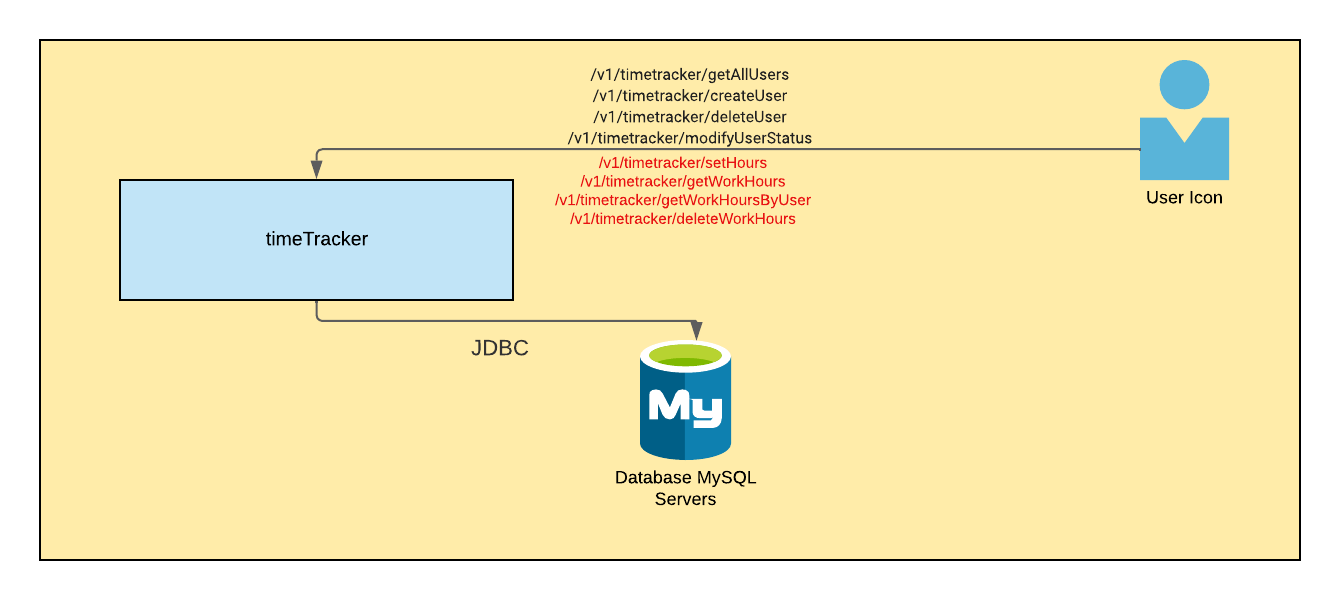 /v1/timetracker/getAllUsers
/v1/timetracker/createUser
/v1/timetracker/deleteUser
/v1/timetracker/modifyUserStatus
/v1/timetracker/setHours
/v1/timetracker/getWorkHours
/v1/timetracker/getWorkHoursByUser
/v1/timetracker/deleteWorkHours
User Icon
timeTracker
JDBC
My
Database MySQL
Servers